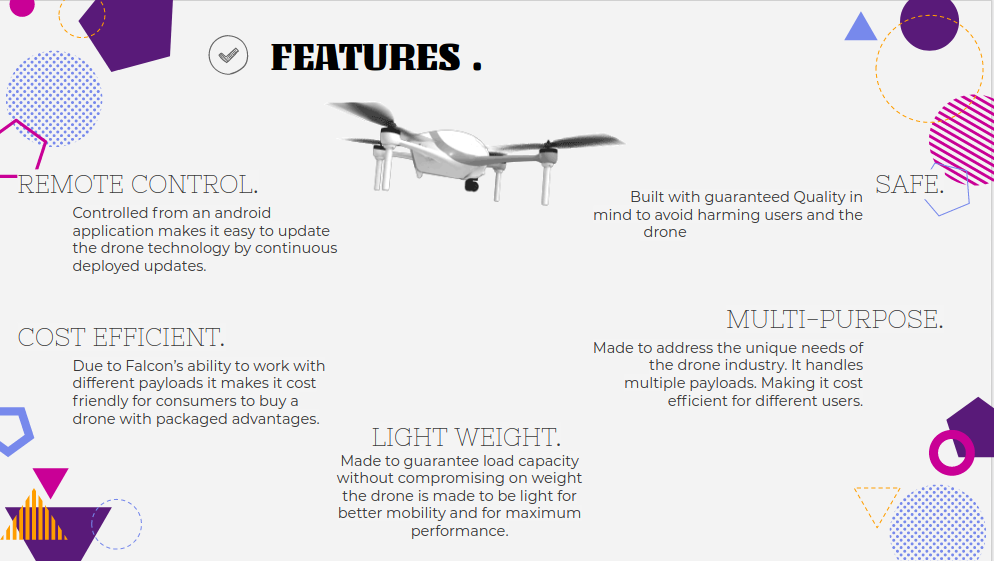 FEATURES .
REMOTE CONTROL.
Controlled from an android
application makes it easy to update
the drone technology by continuous
deployed updates.
SAFE.
Built with guaranteed Quality in
mind to avoid harming users and the
drone
COST EFFICIENT.
Due to Falcon's ability to work with
different payloads it makes it cost
friendly for consumers to buy a
drone with packaged advantages.
MULTI-PURPOSE.
Made to address the unique needs of
the drone industry. It handles
multiple payloads. Making it cost
efficient for different users.
LIGHT WEIGHT.
Made to guarantee load capacity
without compromising on weight
the drone is made to be light for
better mobility and for maximum
performance.